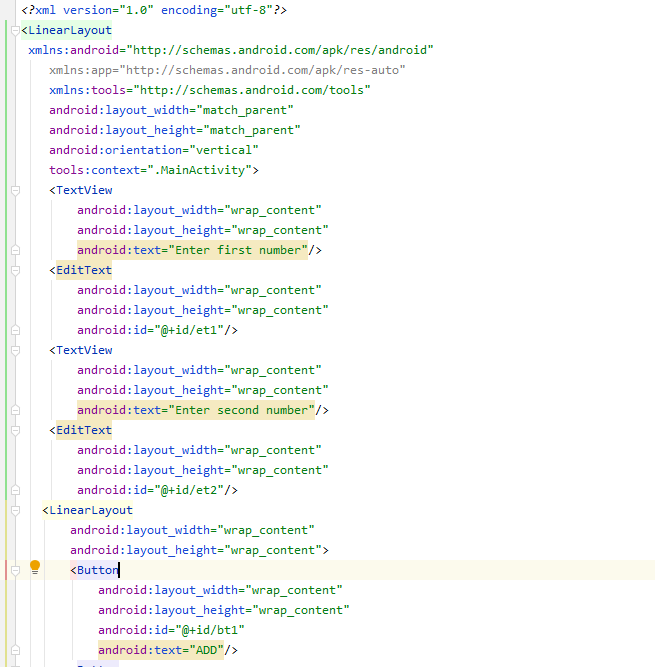 <?xml version="1.0" encoding="utf-8"?>
<LinearLayout
xmlns:android="http://schemas.android.com/apk/res/android"
xmlns:app="http://schemas.android.com/apk/res-auto"
xmlns:tools="http://schemas.android.com/tools"
android:layout_width="match_parent"
android:layout_height="match_parent"
android:orientation="vertical"
tools:context=".MainActivity">
<TextView
android:layout_width="wrap_content"
android:layout_height="wrap_content"
android:text="Enter first number"/>
<EditText
android:layout_width="wrap_content"
android:layout_height="wrap_content"
android:id="@+id/et1"/>
<TextView
android:layout_width="wrap_content"
android:layout_height="wrap_content"
android:text="Enter second number"/>
<EditText
android:layout_width="wrap_content"
android:layout_height="wrap_content"
android:id="@+id/et2"/>
<LinearLayout
android:layout_width="wrap_content"
android:layout_height="wrap_content">
<Button
android:layout_width="wrap_content"
android:layout_height="wrap_content"
android:id="@+id/bt1"
android:text="ADD"/>